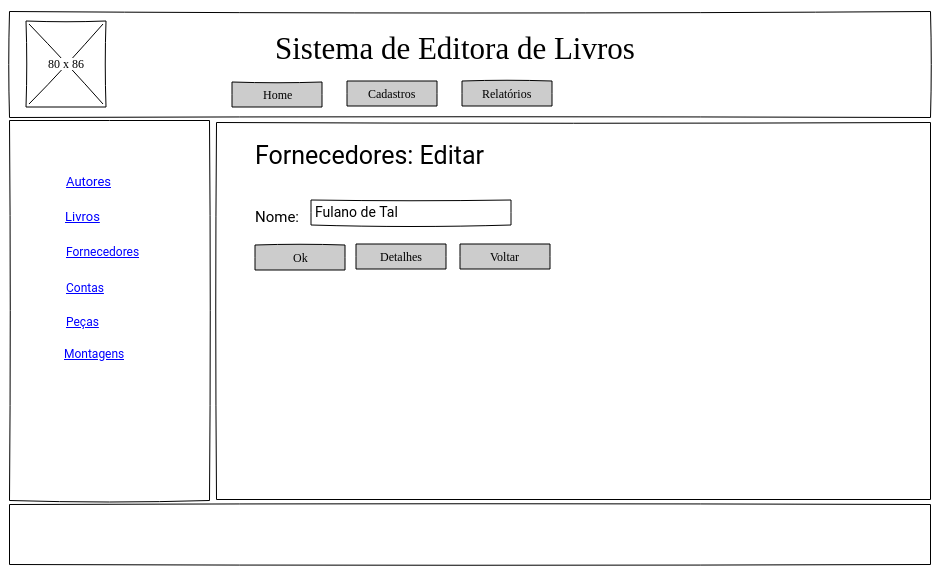 Sistema de Editora de Livros
80 x 86
Home Cadastros Relatórios
Autores
Livros
Fornecedores
Contas
Peças
Montagens
Fornecedores: Editar
Nome: Fulano de Tal
Ok Detalhes Voltar